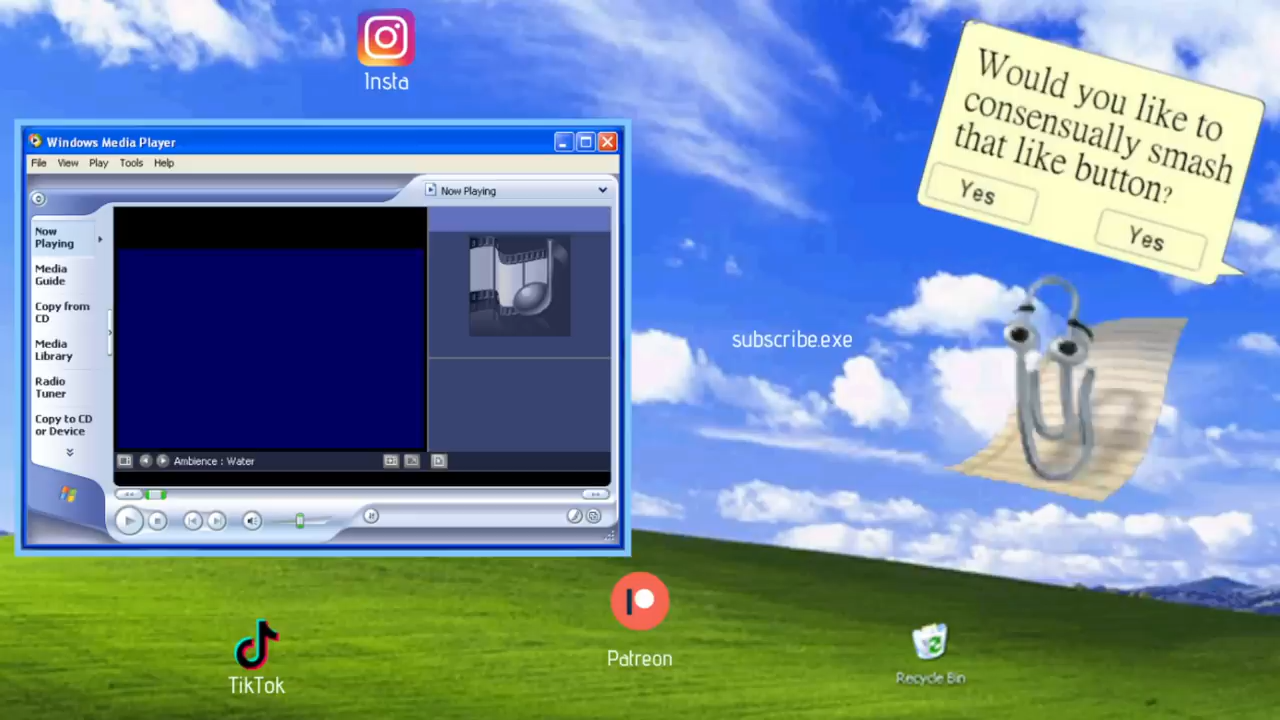 Insta
Would you like to
consensually smash
that like button?
Yes
Yes
Windows Media Player
File View Play Tools Help
Now Playing
Now
Playing
Media
Guide
Copy from
CD
Media
Library
Radio
Tuner
Copy to CD
or Device
Ambience : Water
subscribe.exe
Patreon
TikTok
Recycle Bin